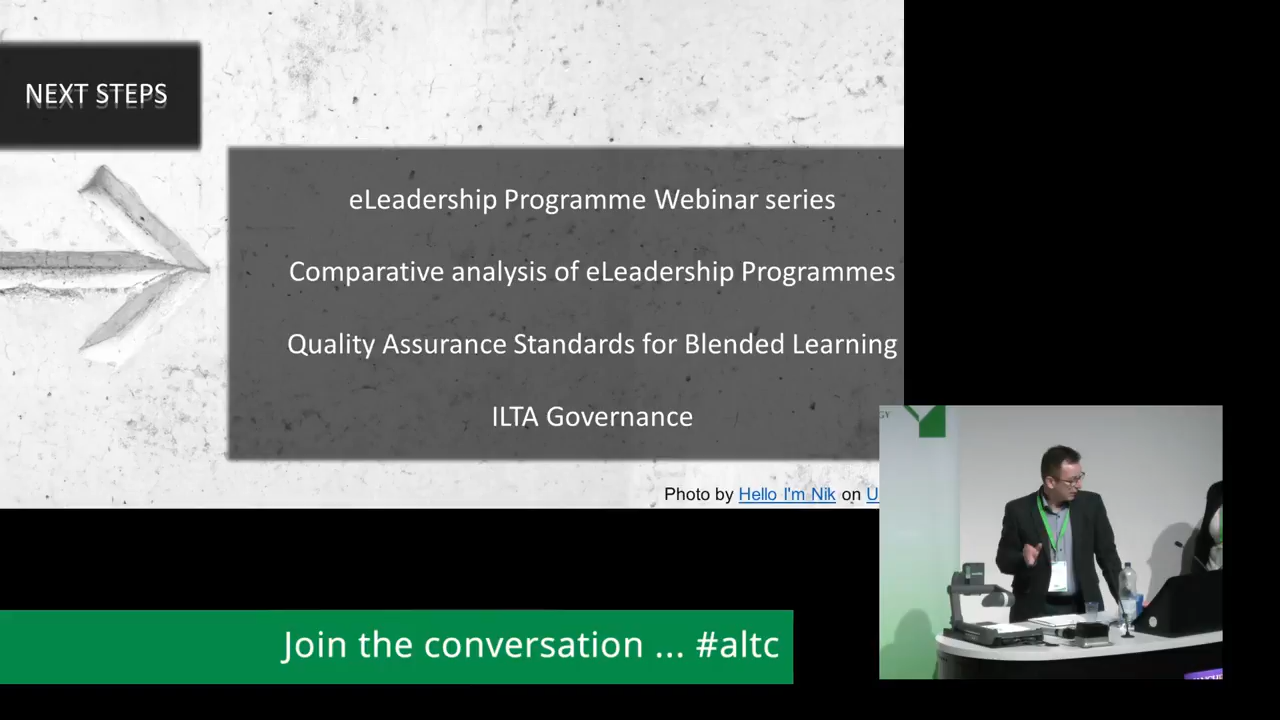 NEXT STEPS
eLeadership Programme Webinar series
Comparative analysis of eLeadership Programmes
Quality Assurance Standards for Blended Learning
ILTA Governance
Photo by Hello I'm Nik on U
GY
Join the conversation ... #altc